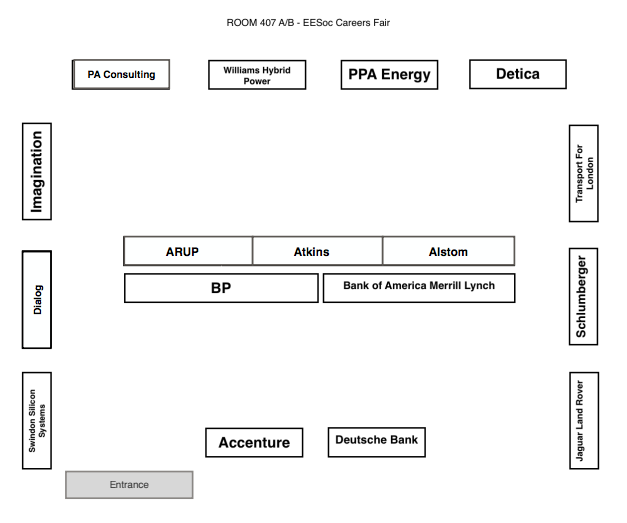 ROOM 407 A/B - EESoc Careers Fair
PA Consulting
Williams Hybrid
Power
PPA Energy
Detica
Imagination
Transport For
London
ARUP
Atkins
Alstom
Dialog
BP
Bank of America Merrill Lynch
Schlumberger
Swindon Silicon
Systems
Accenture
Deutsche Bank
Jaguar Land Rover
Entrance